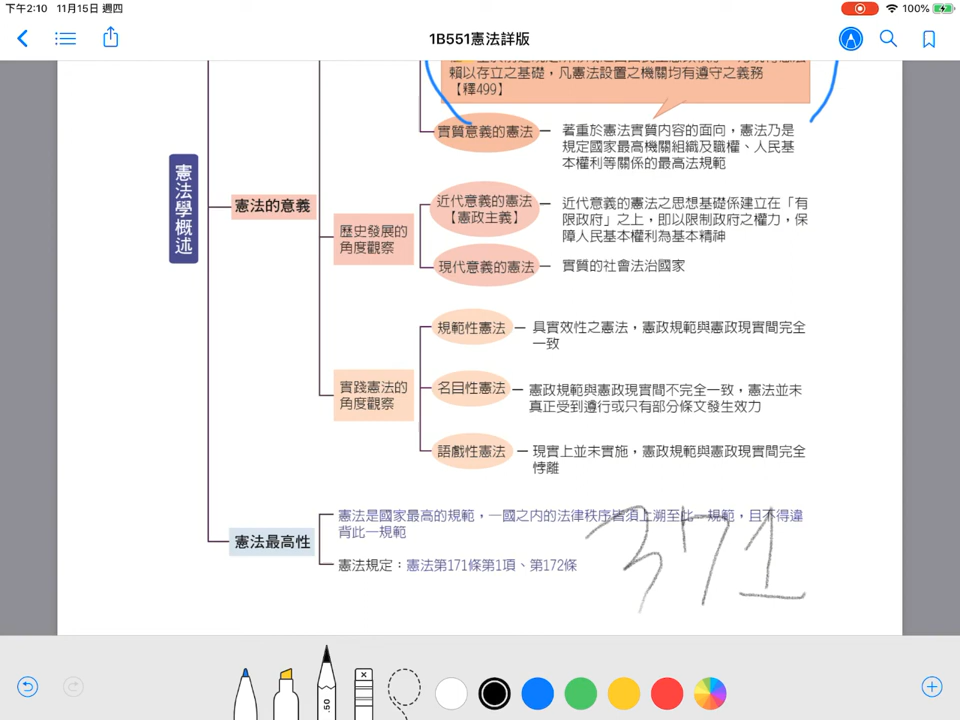 下午2:10 11月15日 週四
100%
1B551憲法詳版
賴以存立之基礎，凡憲法設置之機關均有遵守之義務
【釋499】
實質意義的憲法
著重於憲法實質內容的面向，憲法乃是
規定國家最高機關組織及職權、人民基
本權利等關係的最高法規範
憲法學概述
憲法的意義
歷史發展的
角度觀察
近代意義的憲法
【憲政主義】
近代意義的憲法之思想基礎係建立在「有
限政府」之上，即以限制政府之權力，保
障人民基本權利為基本精神
現代意義的憲法
實質的社會法治國家
實踐憲法的
角度觀察
規範性憲法
具實效性之憲法，憲政規範與憲政現實間完全
一致
名目性憲法
憲政規範與憲政現實間不完全一致，憲法並未
真正受到遵行或只有部分條文發生效力
語戲性憲法
現實上並未實施，憲政規範與憲政現實間完全
悖離
憲法最高性
憲法是國家最高的規範，一國之內的法律秩序皆須上溯至此一規範，且不得違
背此一規範
憲法規定：憲法第171條第1項、第172條
371
.50